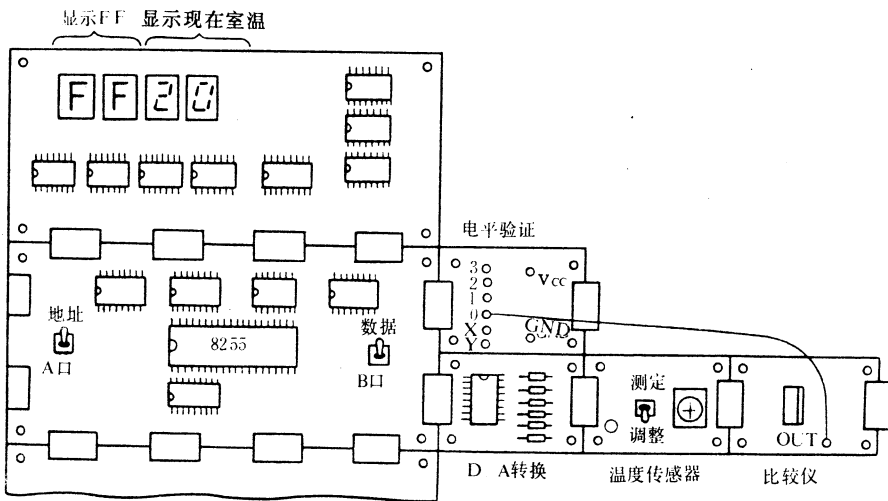 显示FF 显示现在室温
FF20
电平验证
3
2
1
0
X
Y
Vcc
GND
地址
A口
8255
数据
B口
测定
调整
OUT
D A转换
温度传感器
比较仪